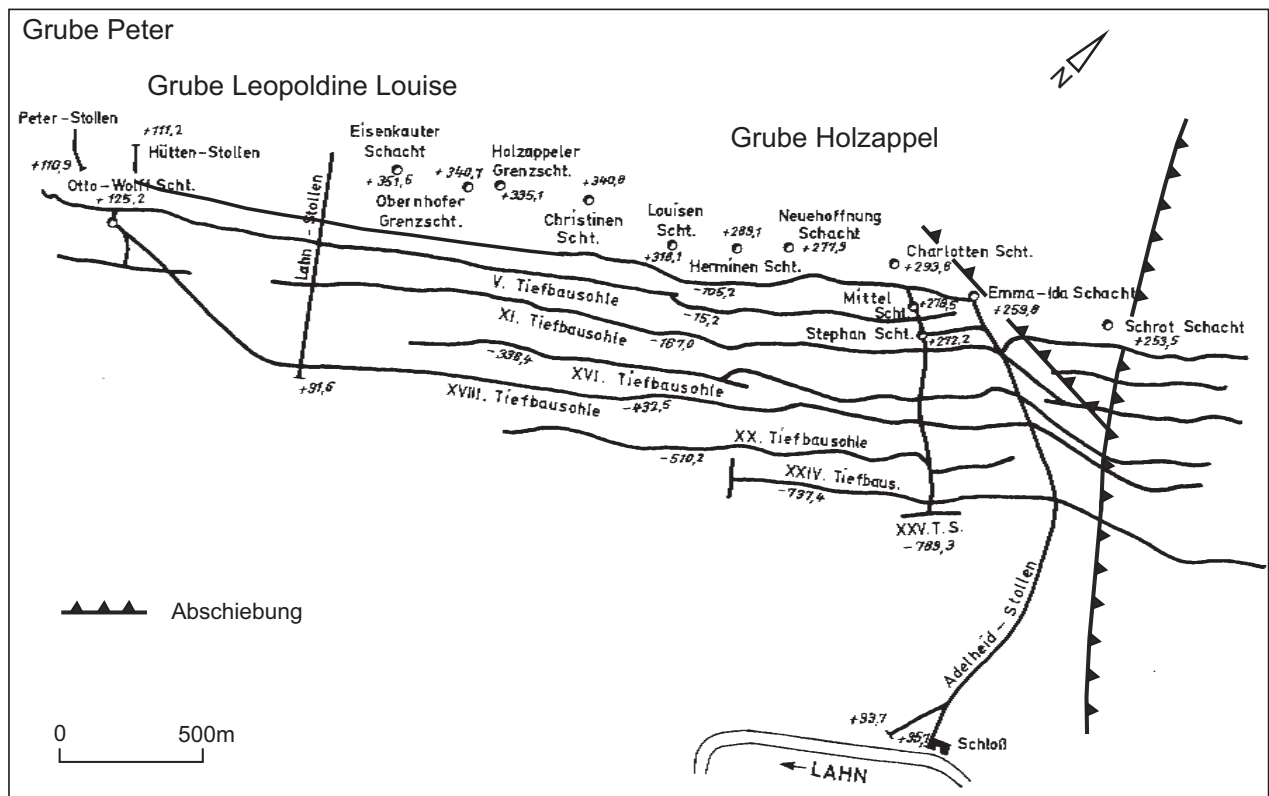 Grube Peter
N
Grube Leopoldine Louise
Peter-Stollen
+111,2
Hütten-Stollen
+110,9
Otto-Wolff Scht.
+125,2
Lahn-Stollen
+91,6
Eisenkauter
Schacht
+351,6
+340,7
Obernhofer
Grenzscht.
Holzappeler
Grenzscht.
+335,1
+340,8
Christinen
Scht.
Grube Holzappel
Louisen
Scht.
+318,1
+289,1
Herminen Scht.
Neuehoffnung
Schacht
+277,9
Charlotten Scht.
+293,8
Mittel
Scht.
+278,5
Emma-Ida Schacht
+259,8
Stephan Scht.
+272,2
Schrot Schacht
+253,5
-105,2
V. Tiefbausohle
-15,2
XI. Tiefbausohle
-167,0
-338,4
XVI. Tiefbausohle
XVIII. Tiefbausohle
-432,5
XX. Tiefbausohle
-510,2
XXIV. Tiefbaus.
-737,4
XXV. T. S.
-789,3
Abschiebung
Adelheid-Stollen
+93,7
Schloß
0 500m
LAHN